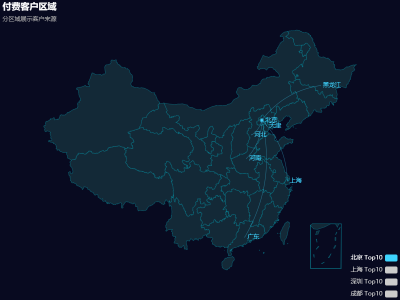 付费客户区域
分区域展示客户来源
黑龙江
北京
天津
河北
河南
上海
广东
北京 Top10
上海 Top10
深圳 Top10
成都 Top10